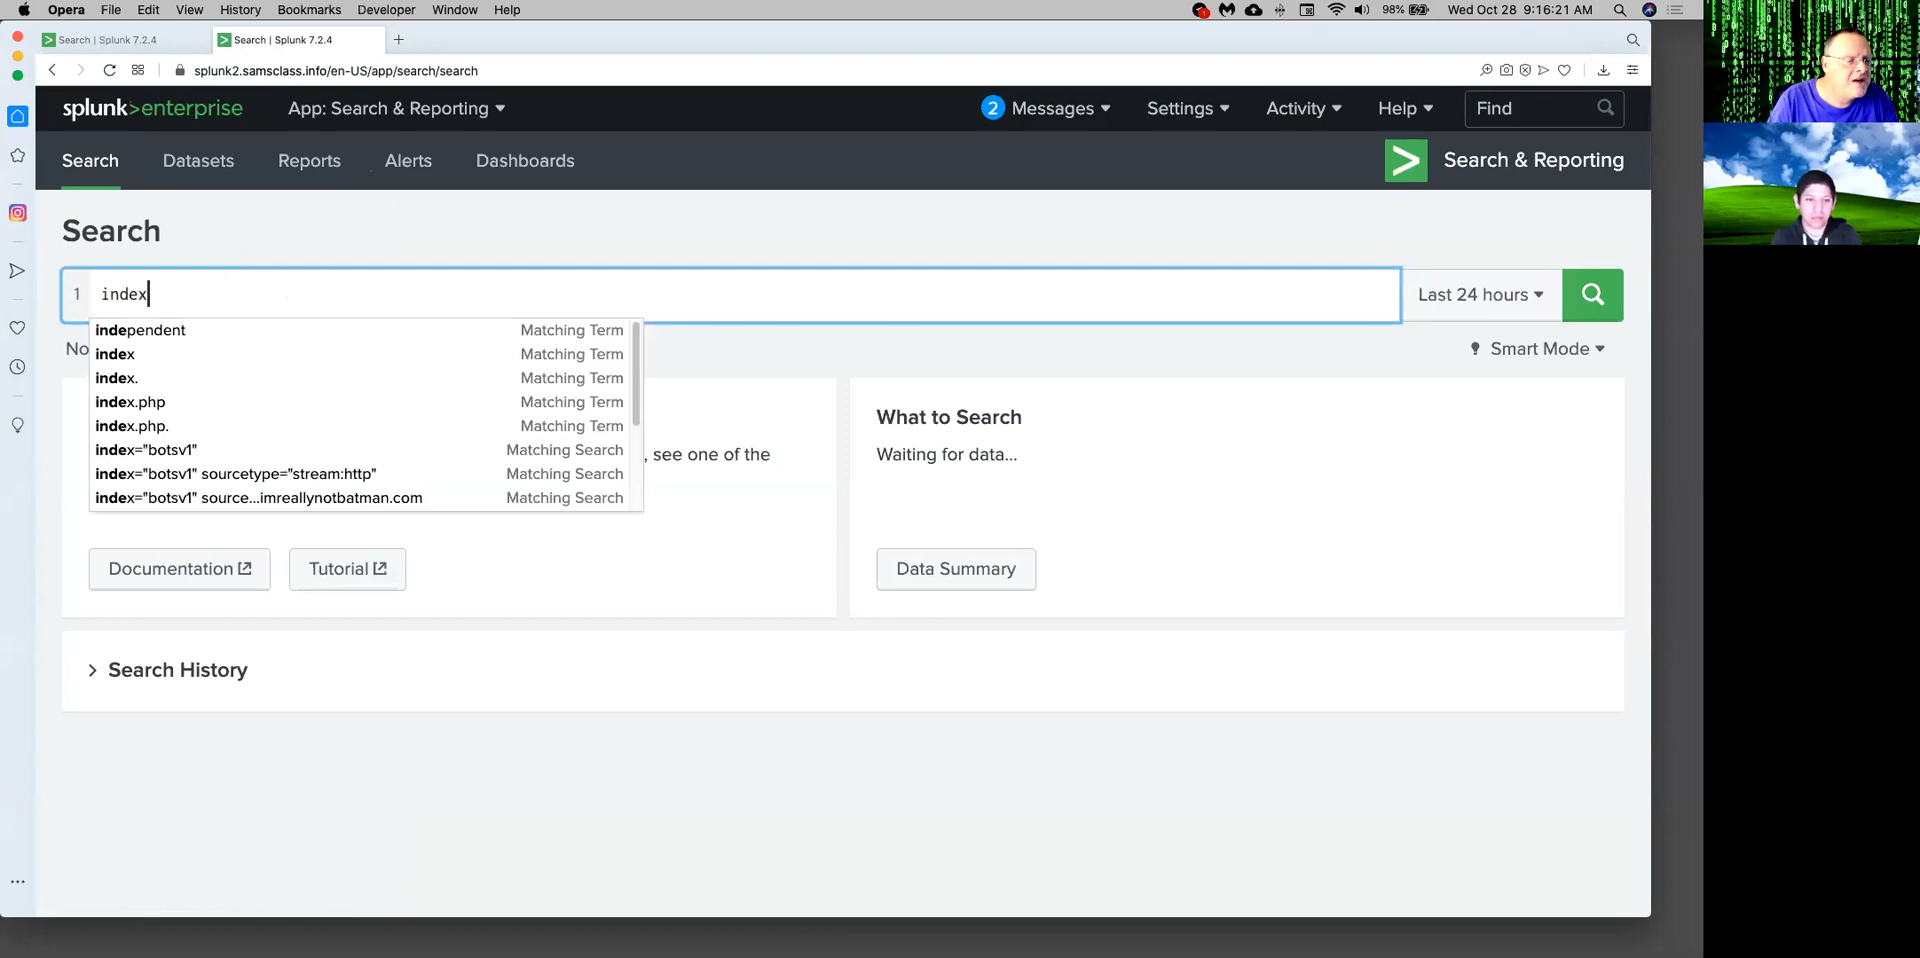 Opera File Edit View History Bookmarks Developer Window Help 98% Wed Oct 28 9:16:21 AM
Search | Splunk 7.2.4 Search | Splunk 7.2.4
splunk2.samsclass.info/en-US/app/search/search
splunk>enterprise App: Search & Reporting 2 Messages Settings Activity Help Find
Search Datasets Reports Alerts Dashboards Search & Reporting
Search
1 index Last 24 hours
independent Matching Term
No Smart Mode
index Matching Term
index. Matching Term
index.php Matching Term
index.php. Matching Term
index="botsv1" Matching Search
index="botsv1" sourcetype="stream:http" Matching Search
index="botsv1" source...imreallynotbatman.com Matching Search
, see one of the
Documentation Tutorial
What to Search
Waiting for data...
Data Summary
Search History